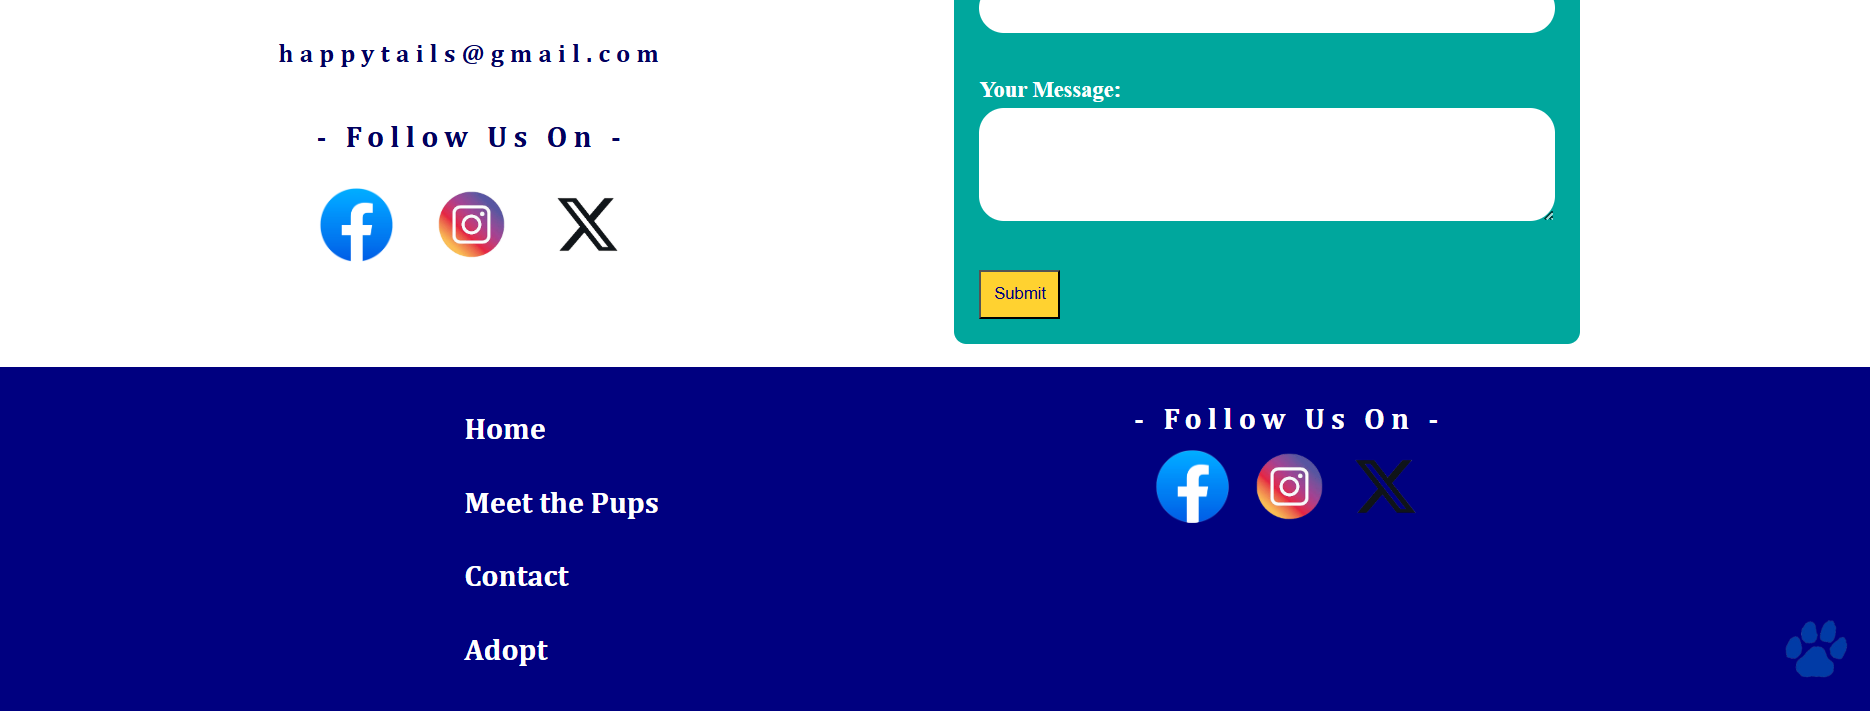 happytails@gmail.com
- Follow Us On -
Your Message:
Submit
Home
Meet the Pups
Contact
Adopt
- Follow Us On -